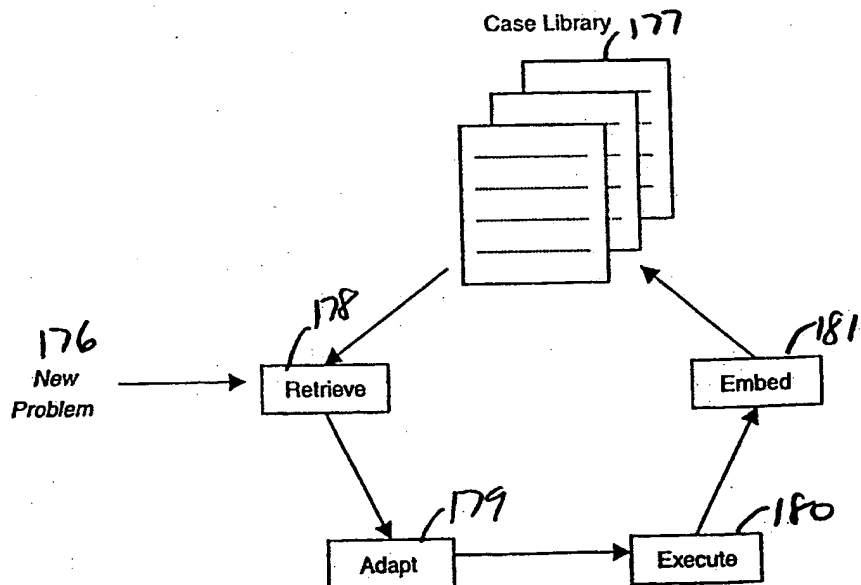 Case Library 177
176
New
Problem
178
Retrieve
181
Embed
179
Adapt
180
Execute